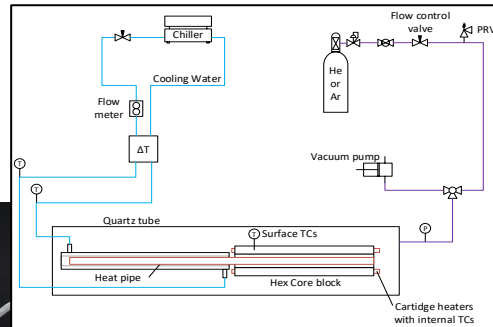 Chiller
Cooling Water
Flow
meter
ΔT
T
T
Flow control
valve
PRV
He
or
Ar
Vacuum pump
P
Quartz tube
T
Surface TCs
Heat pipe
Hex Core block
Cartidge heaters
with internal TCs